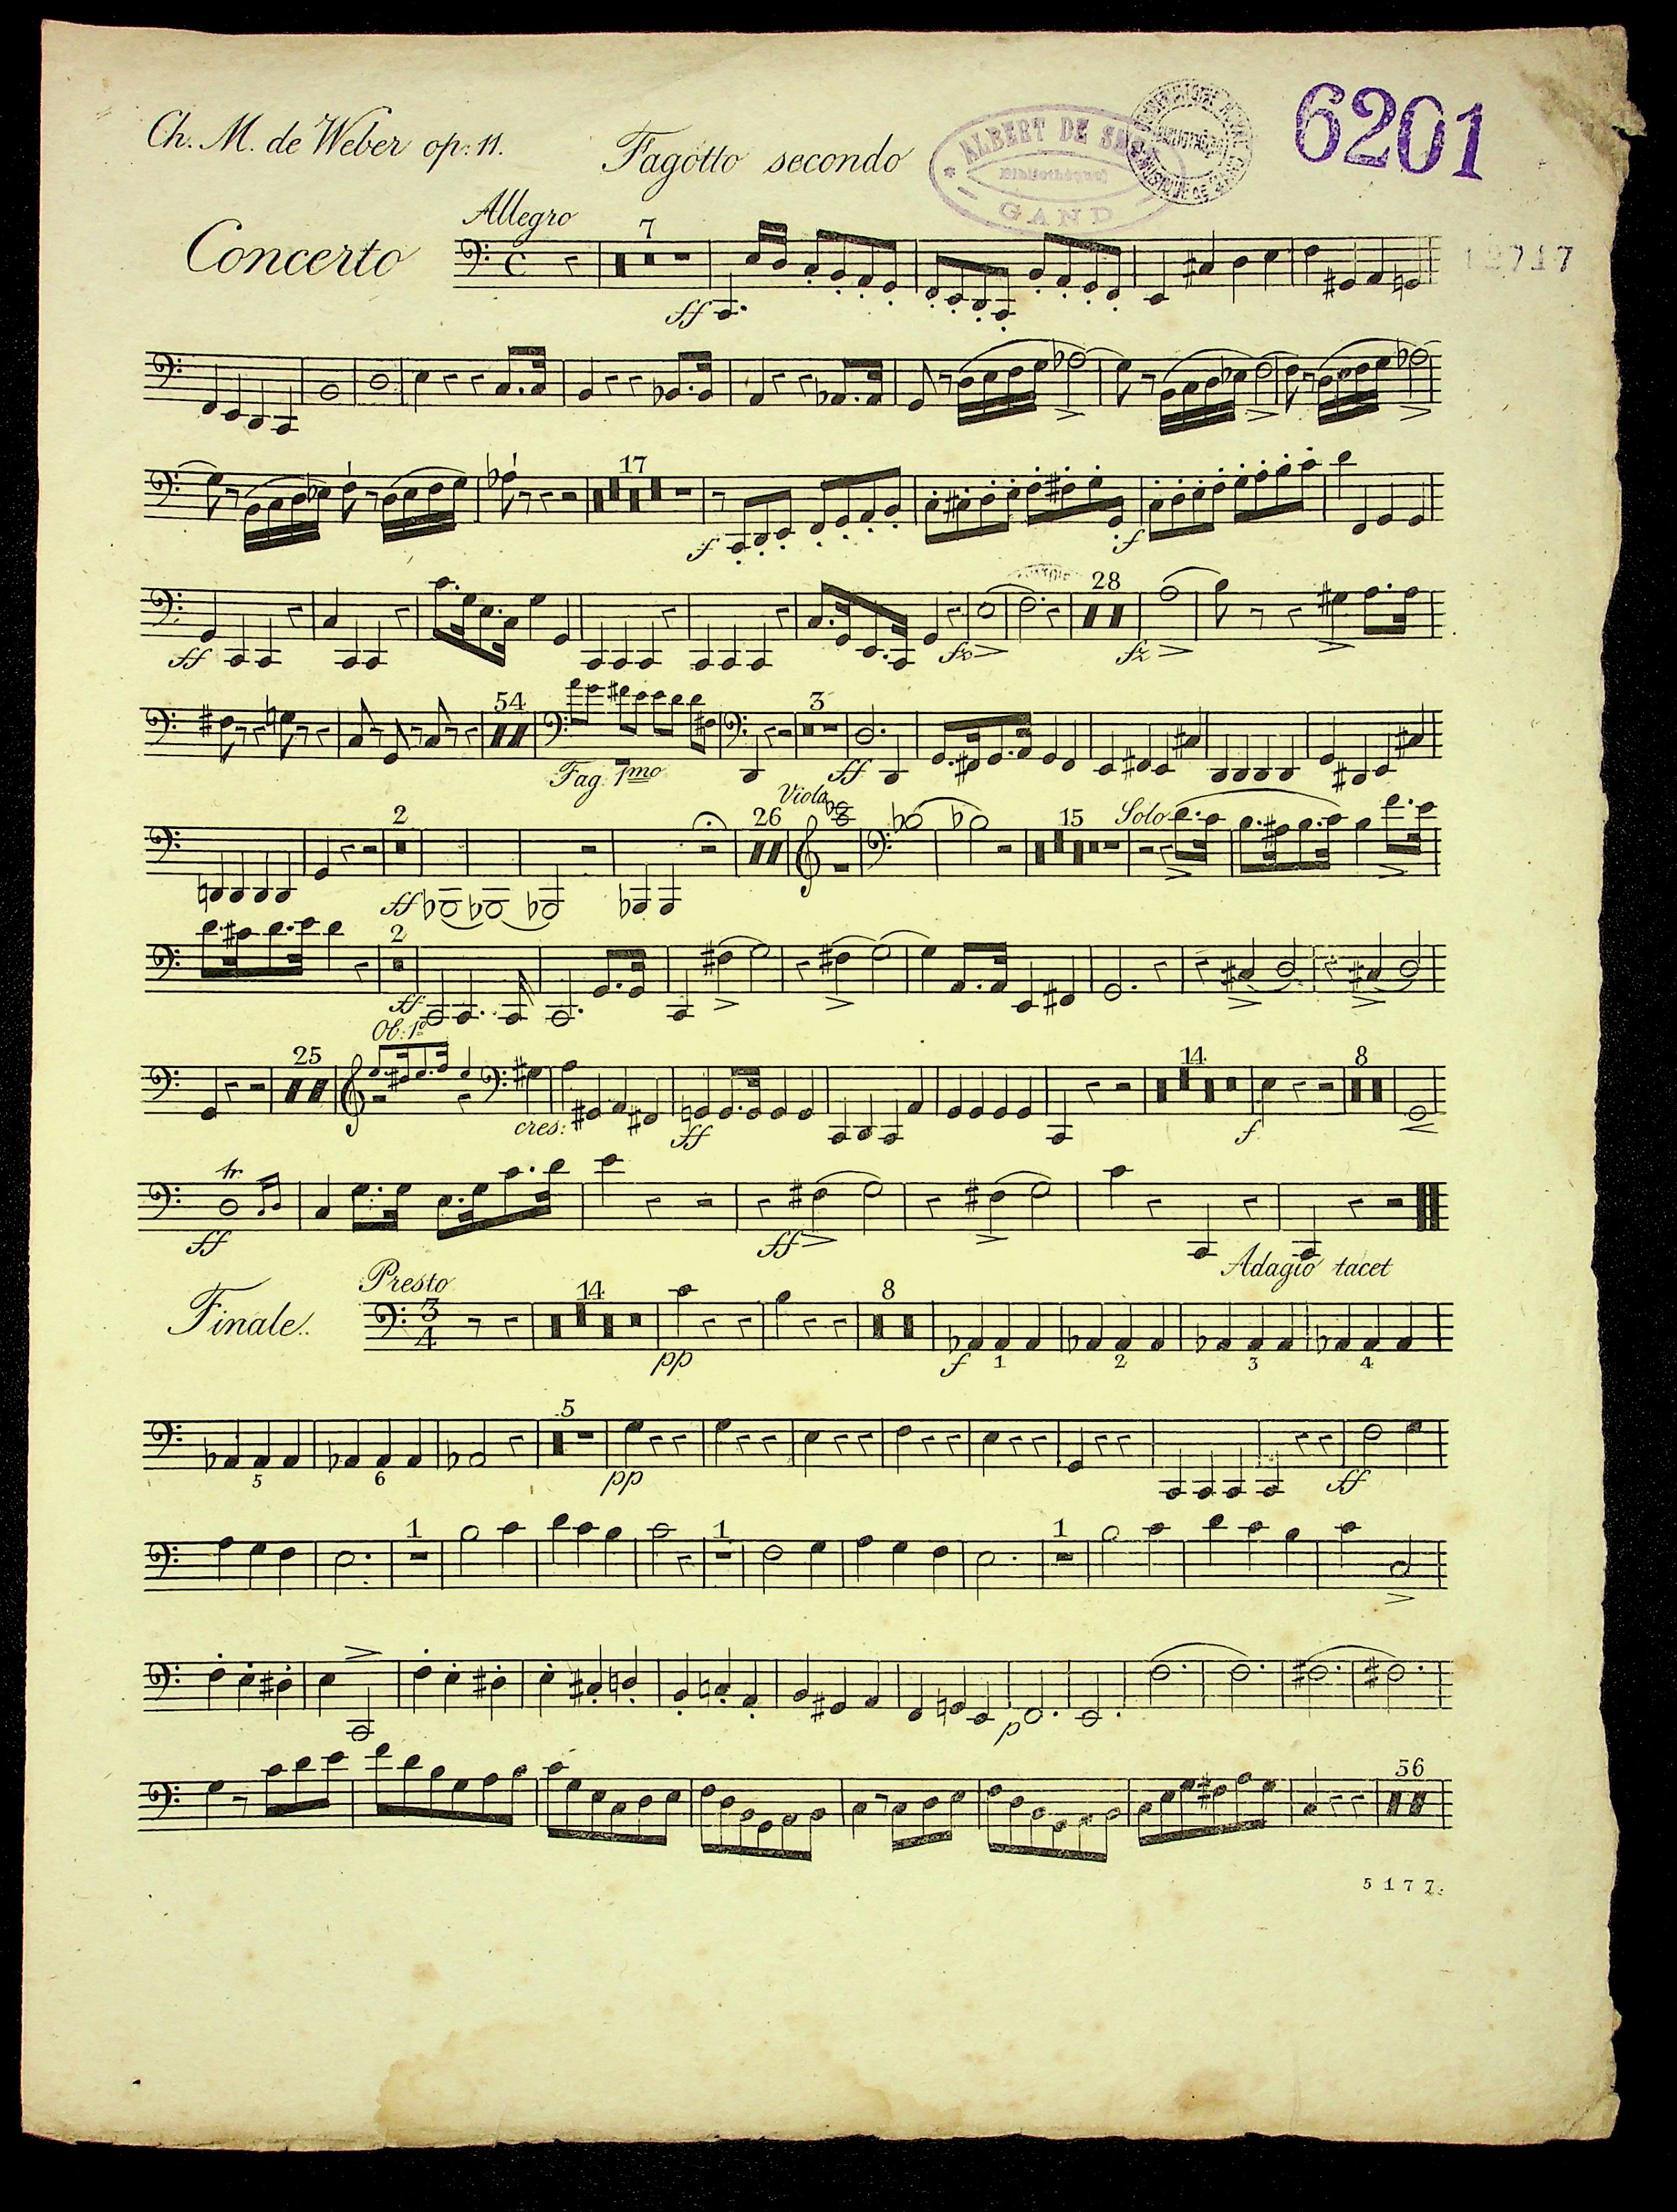 Ch. M. de Weber op: 11.
Fagotto secondo
ALBERT DE
GAND
6201
Allegro
Concerto
7
ff
12717
17
f
f
ff
28
fz
fz
54
3
Fag. 1mo
ff
2
26
Viola
15
Solo
ff
2
ff
Ob: 1º
25
14
8
cres:
ff
f
tr
ff
ff
Adagio tacet
Presto
Finale.
14
8
pp
f 1 2 3 4
5
5 6
pp
ff
1 1 1
p
56
5177.